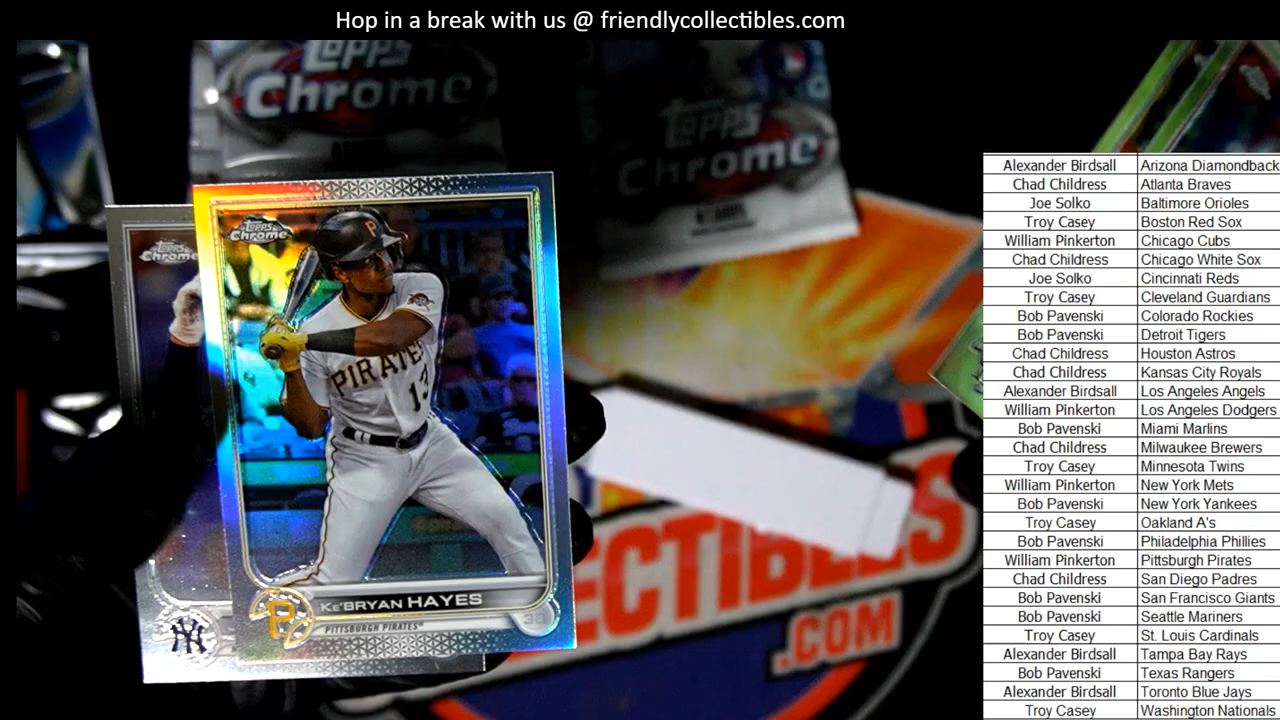 Hop in a break with us @ friendlycollectibles.com
Topps
Chrome
Topps
Chrome
Topps
Chrome
Topps
Chrome
P
PIRATES
13
KE'BRYAN HAYES
PITTSBURGH PIRATES
P
NY
ECTIBLES
.COM
Alexander Birdsall Arizona Diamondback
Chad Childress Atlanta Braves
Joe Solko Baltimore Orioles
Troy Casey Boston Red Sox
William Pinkerton Chicago Cubs
Chad Childress Chicago White Sox
Joe Solko Cincinnati Reds
Troy Casey Cleveland Guardians
Bob Pavenski Colorado Rockies
Bob Pavenski Detroit Tigers
Chad Childress Houston Astros
Chad Childress Kansas City Royals
Alexander Birdsall Los Angeles Angels
William Pinkerton Los Angeles Dodgers
Bob Pavenski Miami Marlins
Chad Childress Milwaukee Brewers
Troy Casey Minnesota Twins
William Pinkerton New York Mets
Bob Pavenski New York Yankees
Troy Casey Oakland A's
Bob Pavenski Philadelphia Phillies
William Pinkerton Pittsburgh Pirates
Chad Childress San Diego Padres
Bob Pavenski San Francisco Giants
Bob Pavenski Seattle Mariners
Troy Casey St. Louis Cardinals
Alexander Birdsall Tampa Bay Rays
Bob Pavenski Texas Rangers
Alexander Birdsall Toronto Blue Jays
Troy Casey Washington Nationals